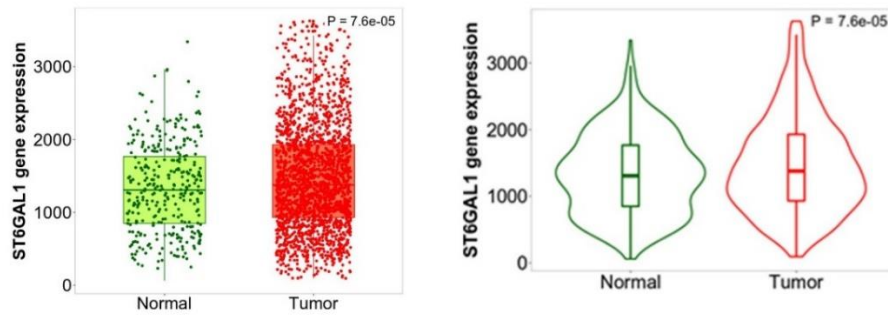 ST6GAL1 gene expression
P = 7.6e-05
3000
2000
1000
0
Normal Tumor
ST6GAL1 gene expression
P = 7.6e-05
3000
2000
1000
0
Normal Tumor